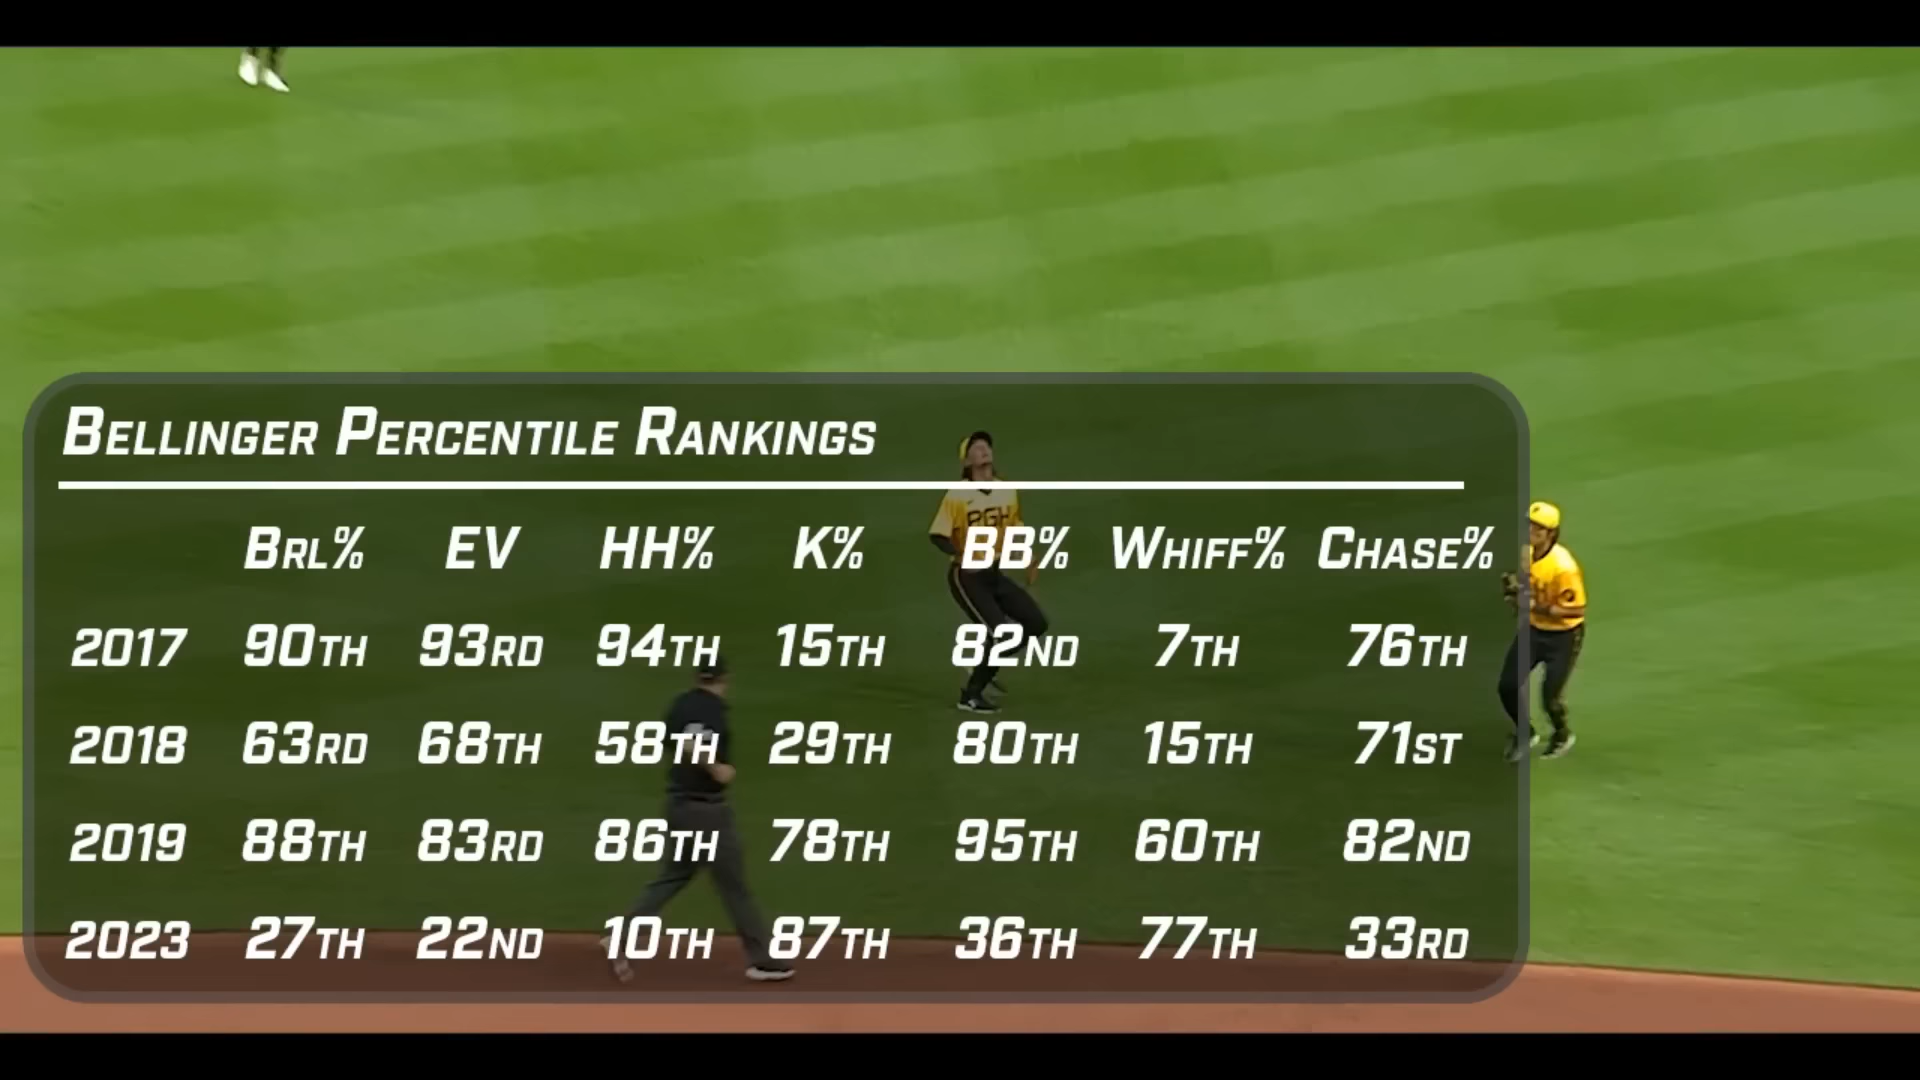 Bellinger Percentile Rankings
Brl% EV HH% K% BB% Whiff% Chase%
2017 90th 93rd 94th 15th 82nd 7th 76th
2018 63rd 68th 58th 29th 80th 15th 71st
2019 88th 83rd 86th 78th 95th 60th 82nd
2023 27th 22nd 10th 87th 36th 77th 33rd
PGH